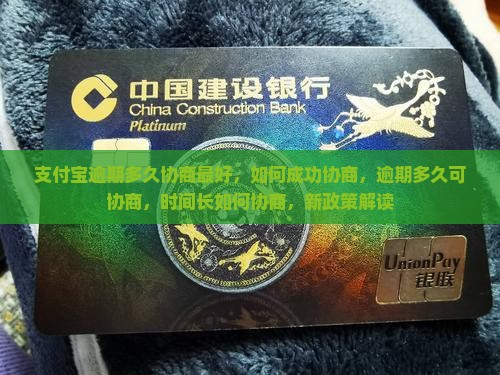 中国建设银行
China Construction Bank
Platinum
支付宝逾期多久协商最好，如何成功协商，逾期多久可
协商，时间长如何协商，新政策解读
UnionPay
银联